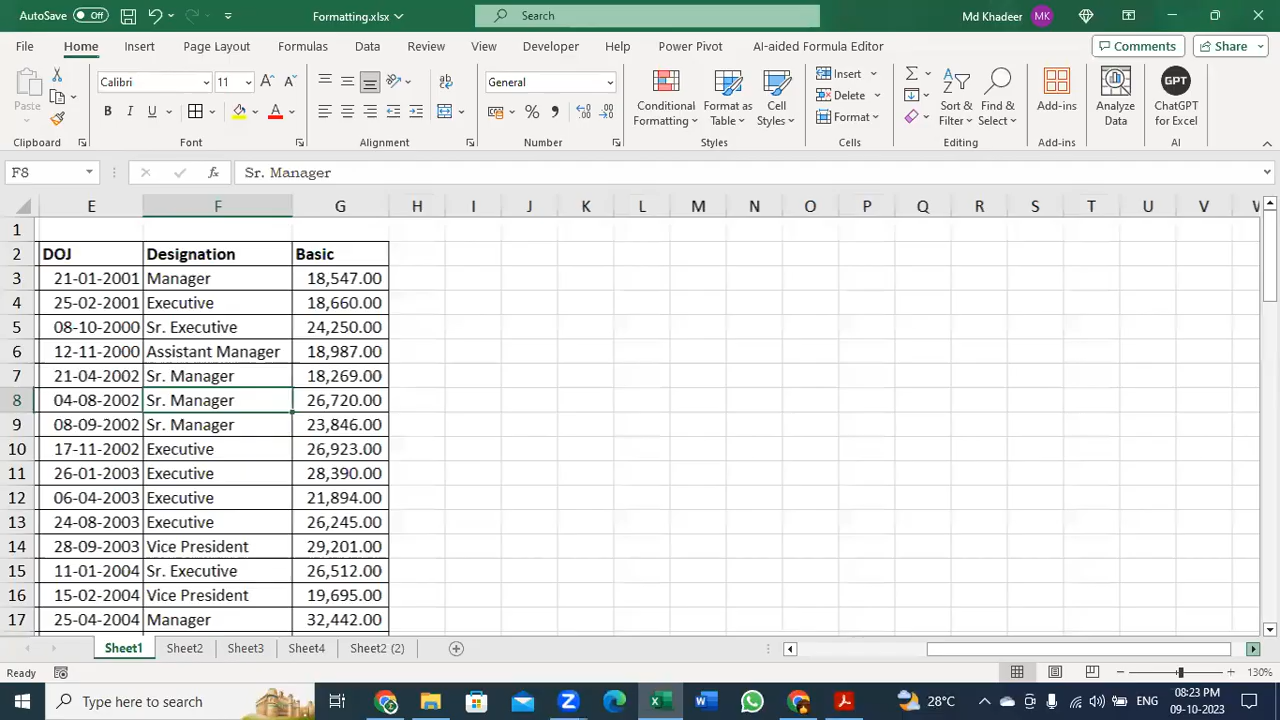 AutoSave Off Formatting.xlsx Search Md Khadeer MK
File Home Insert Page Layout Formulas Data Review View Developer Help Power Pivot AI-aided Formula Editor Comments Share
Paste Calibri 11 General Conditional Formatting Format as Table Cell Styles Insert Delete Format Sort & Filter Find & Select Add-ins Analyze Data GPT ChatGPT for Excel
Clipboard Font Alignment Number Styles Cells Editing Add-ins AI
F8 fx Sr. Manager
E F G H I J K L M N O P Q R S T U V
1
2 DOJ Designation Basic
3 21-01-2001 Manager 18,547.00
4 25-02-2001 Executive 18,660.00
5 08-10-2000 Sr. Executive 24,250.00
6 12-11-2000 Assistant Manager 18,987.00
7 21-04-2002 Sr. Manager 18,269.00
8 04-08-2002 Sr. Manager 26,720.00
9 08-09-2002 Sr. Manager 23,846.00
10 17-11-2002 Executive 26,923.00
11 26-01-2003 Executive 28,390.00
12 06-04-2003 Executive 21,894.00
13 24-08-2003 Executive 26,245.00
14 28-09-2003 Vice President 29,201.00
15 11-01-2004 Sr. Executive 26,512.00
16 15-02-2004 Vice President 19,695.00
17 25-04-2004 Manager 32,442.00
Sheet1 Sheet2 Sheet3 Sheet4 Sheet2 (2)
Ready 130%
Type here to search 28°C ENG 08:23 PM
09-10-2023